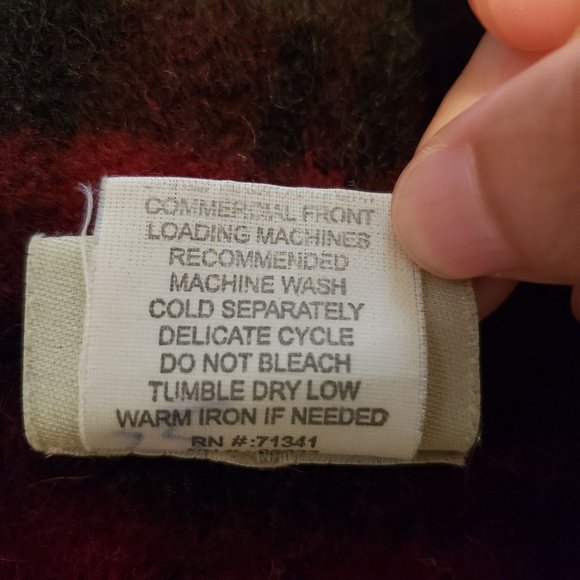 COMMERCIAL FRONT
LOADING MACHINES
RECOMMENDED
MACHINE WASH
COLD SEPARATELY
DELICATE CYCLE
DO NOT BLEACH
TUMBLE DRY LOW
WARM IRON IF NEEDED
RN #:71341